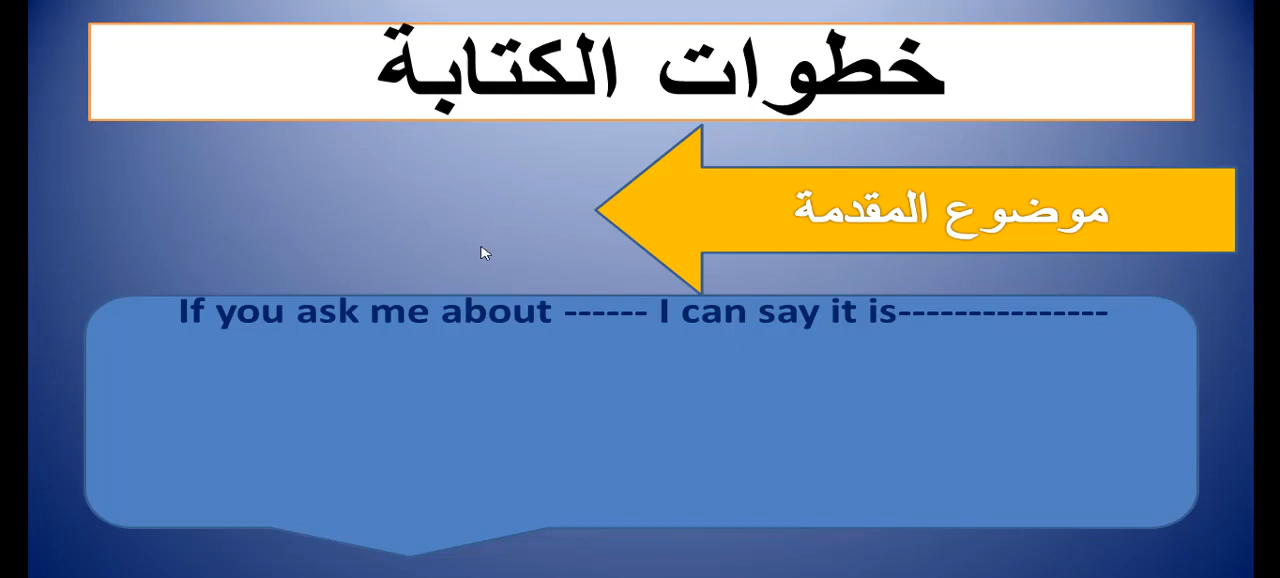 خطوات الكتابة
موضوع المقدمة
If you ask me about ------ I can say it is---------------